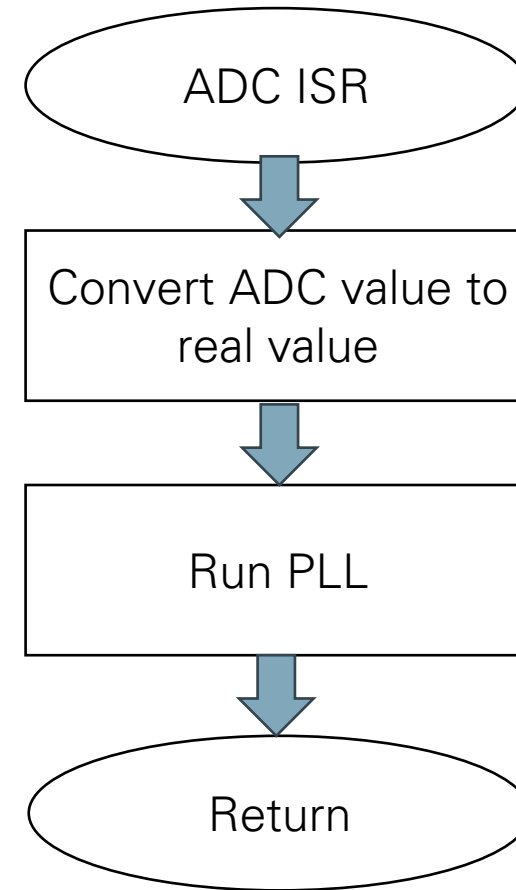 ADC ISR
Convert ADC value to
real value
Run PLL
Return